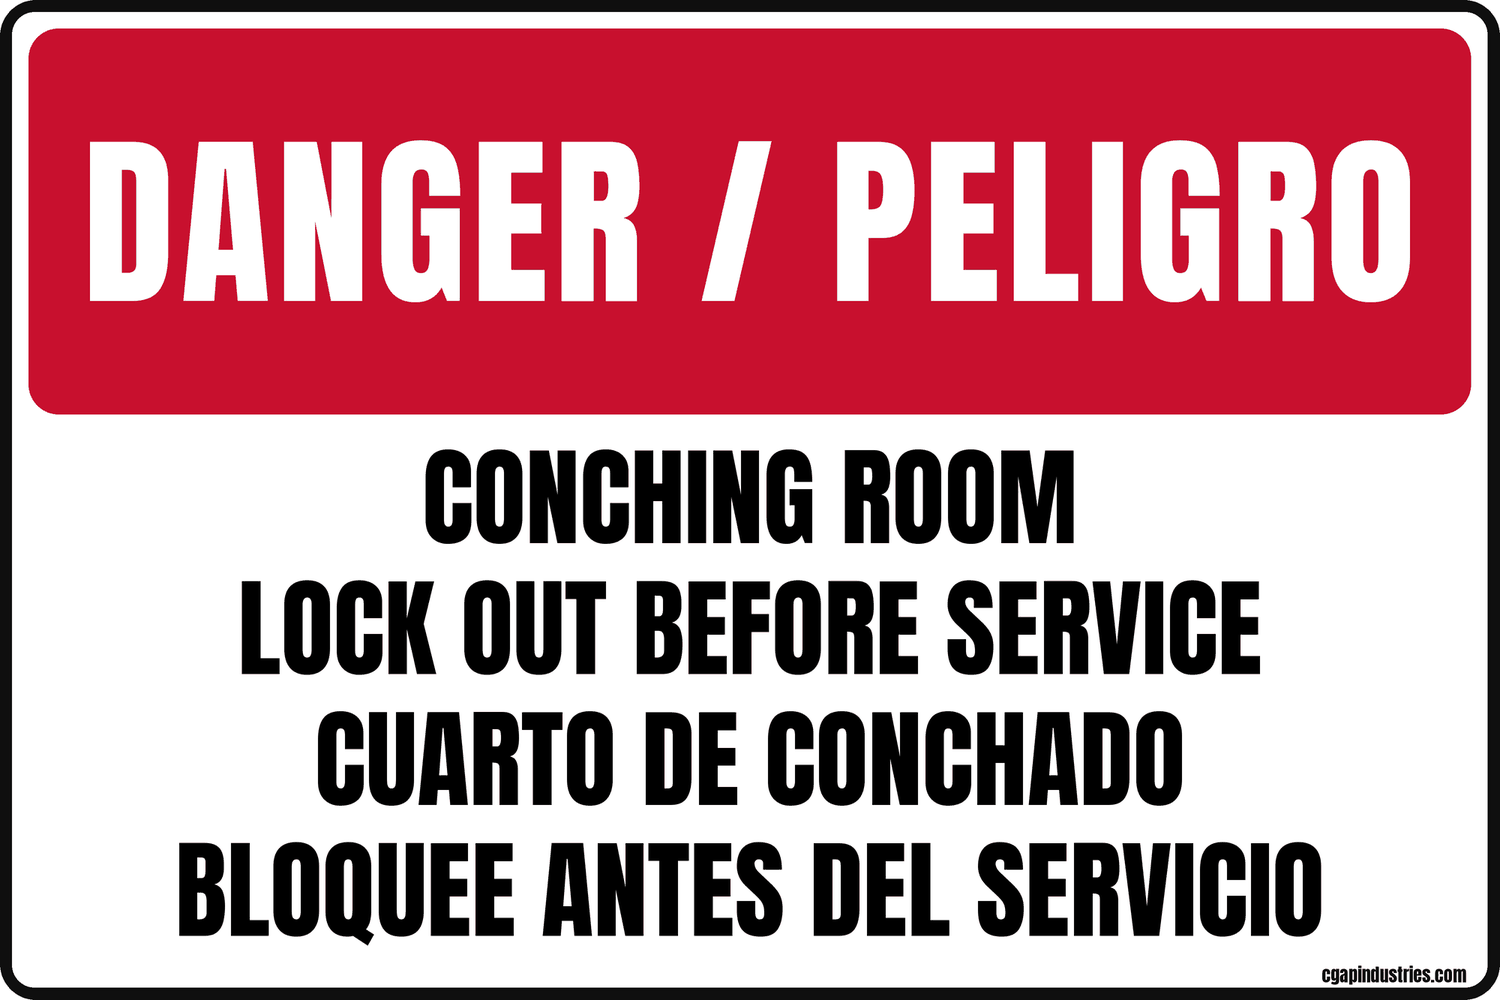 DANGER / PELIGRO
CONCHING ROOM
LOCK OUT BEFORE SERVICE
CUARTO DE CONCHADO
BLOQUEE ANTES DEL SERVICIO
cgapindustries.com